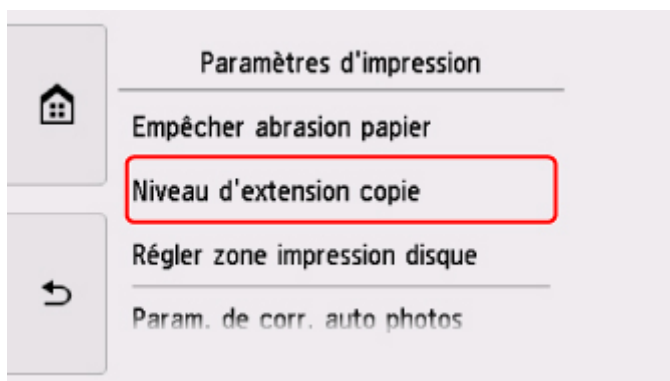 Paramètres d'impression
Empêcher abrasion papier
Niveau d'extension copie
Régler zone impression disque
Param. de corr. auto photos